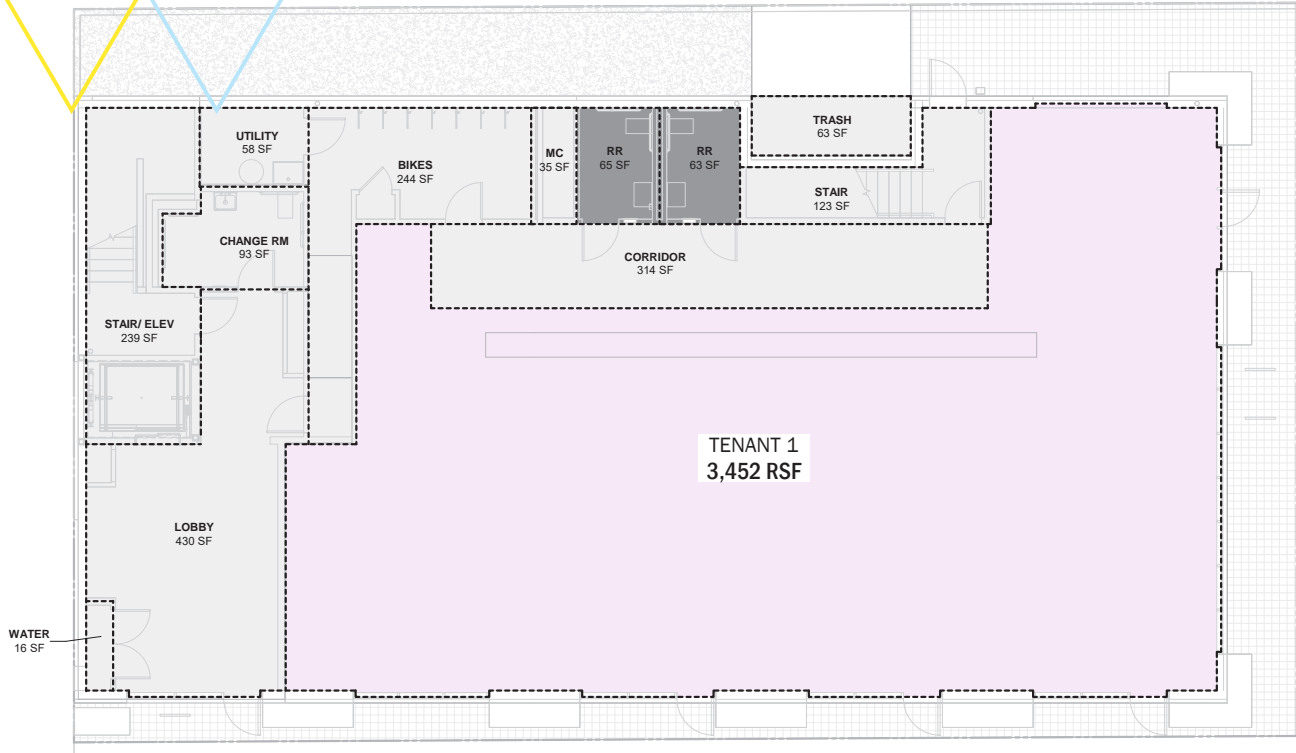 UTILITY
58 SF
BIKES
244 SF
MC
35 SF
RR
65 SF
RR
63 SF
TRASH
63 SF
STAIR
123 SF
CHANGE RM
93 SF
CORRIDOR
314 SF
STAIR/ ELEV
239 SF
TENANT 1
3,452 RSF
LOBBY
430 SF
WATER
16 SF